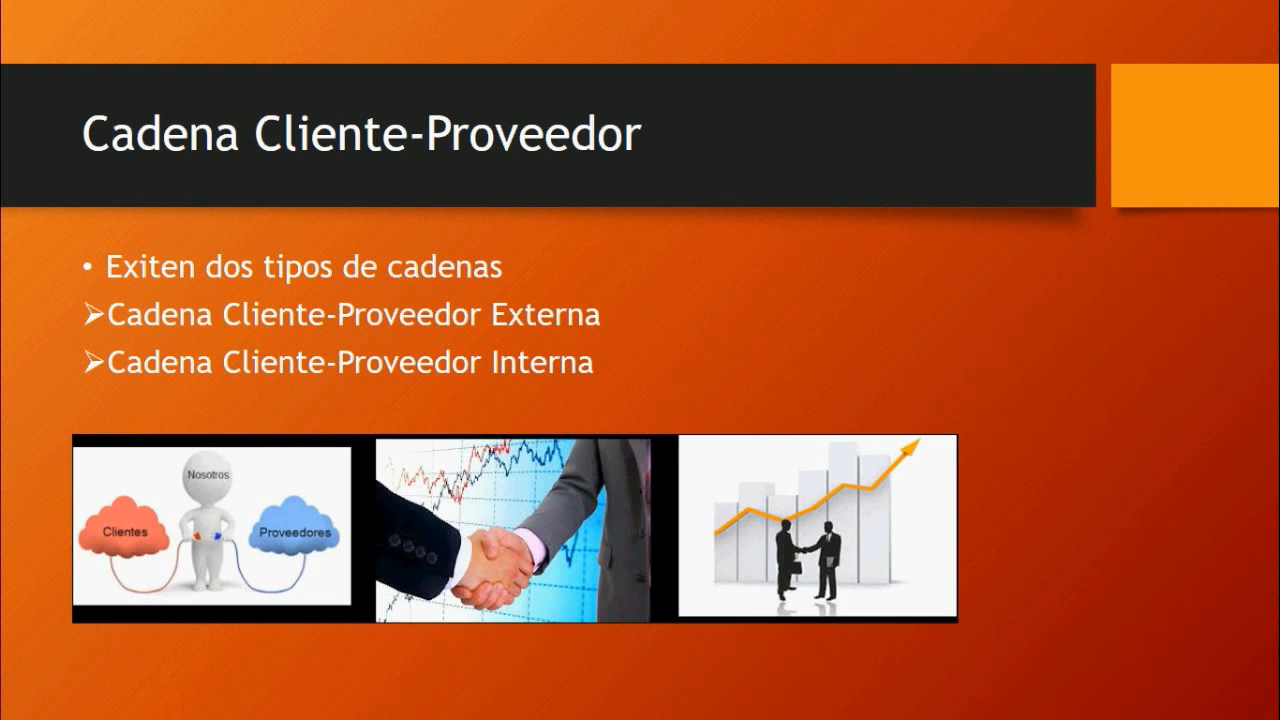 Cadena Cliente-Proveedor
• Exiten dos tipos de cadenas
➢Cadena Cliente-Proveedor Externa
➢Cadena Cliente-Proveedor Interna
Nosotros
Clientes
Proveedores